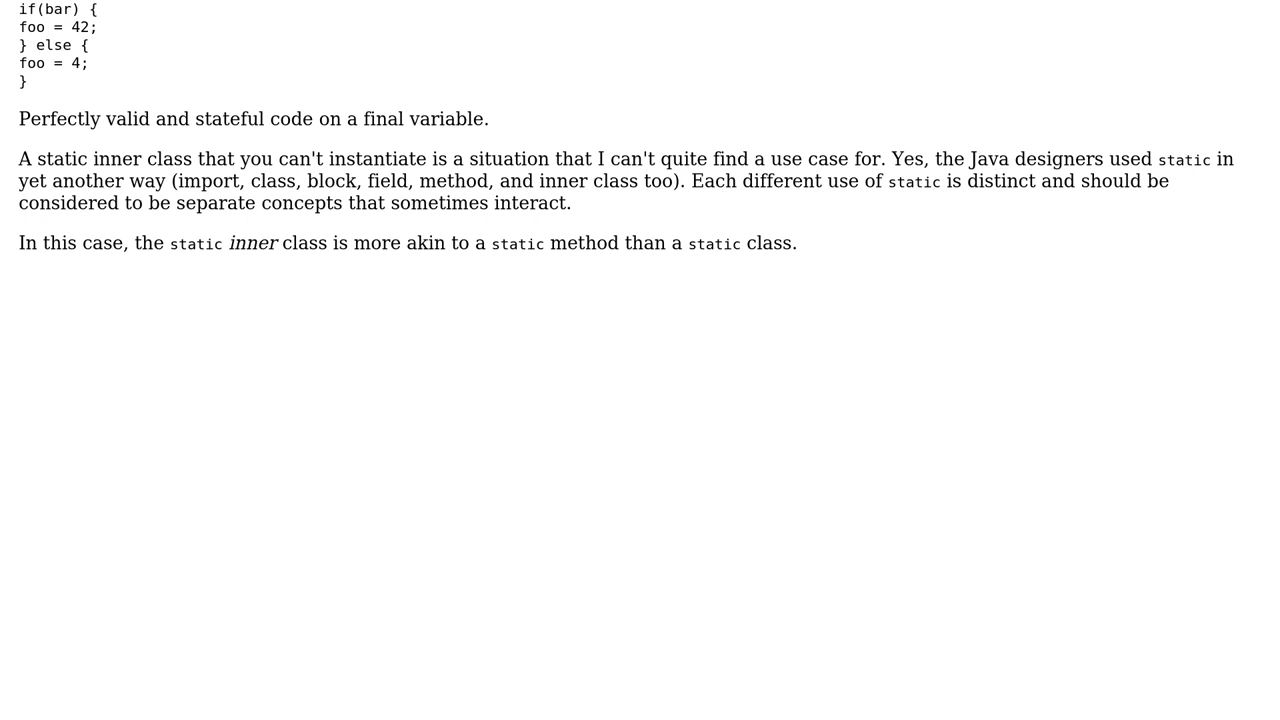 if(bar) {
foo = 42;
} else {
foo = 4;
}
Perfectly valid and stateful code on a final variable.
A static inner class that you can't instantiate is a situation that I can't quite find a use case for. Yes, the Java designers used static in
yet another way (import, class, block, field, method, and inner class too). Each different use of static is distinct and should be
considered to be separate concepts that sometimes interact.
In this case, the static inner class is more akin to a static method than a static class.